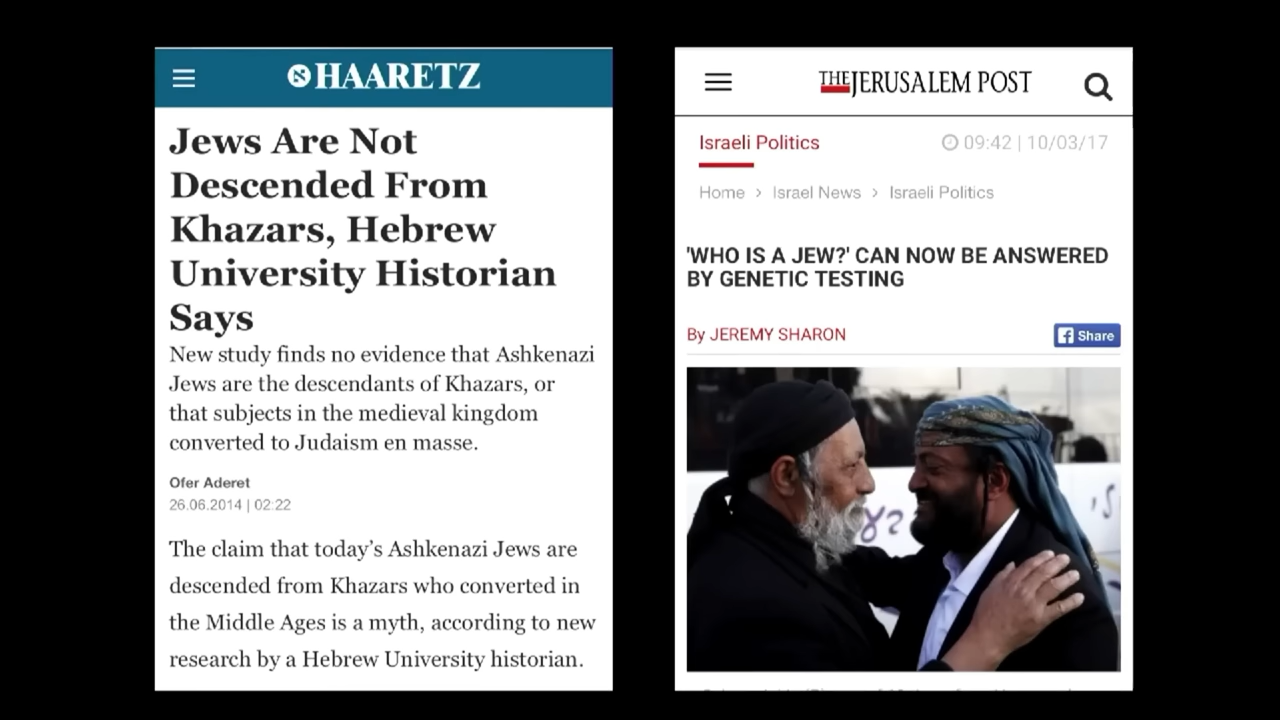 HAARETZ
Jews Are Not
Descended From
Khazars, Hebrew
University Historian
Says
New study finds no evidence that Ashkenazi
Jews are the descendants of Khazars, or
that subjects in the medieval kingdom
converted to Judaism en masse.
Ofer Aderet
26.06.2014 | 02:22
The claim that today's Ashkenazi Jews are
descended from Khazars who converted in
the Middle Ages is a myth, according to new
research by a Hebrew University historian.
THE JERUSALEM POST
Israeli Politics
09:42 | 10/03/17
Home > Israel News > Israeli Politics
'WHO IS A JEW?' CAN NOW BE ANSWERED
BY GENETIC TESTING
By JEREMY SHARON
Share